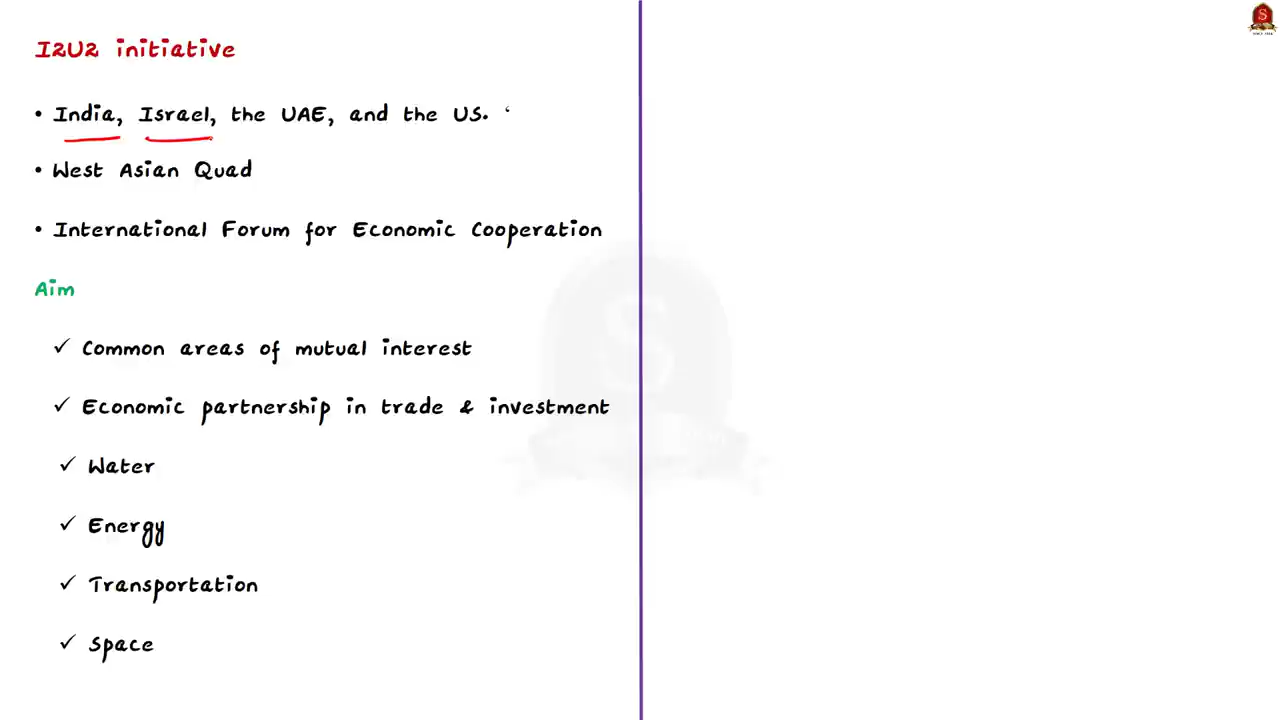 I2U2 initiative
• India, Israel, the UAE, and the US.
• West Asian Quad
• International Forum for Economic Cooperation
Aim
✓ Common areas of mutual interest
✓ Economic partnership in trade & investment
✓ Water
✓ Energy
✓ Transportation
✓ Space
S